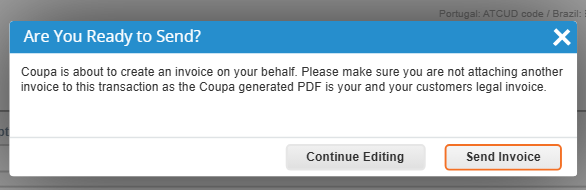 Portugal: ATCUD code / Brazil:
Are You Ready to Send?
Coupa is about to create an invoice on your behalf. Please make sure you are not attaching another
invoice to this transaction as the Coupa generated PDF is your and your customers legal invoice.
Continue Editing
Send Invoice